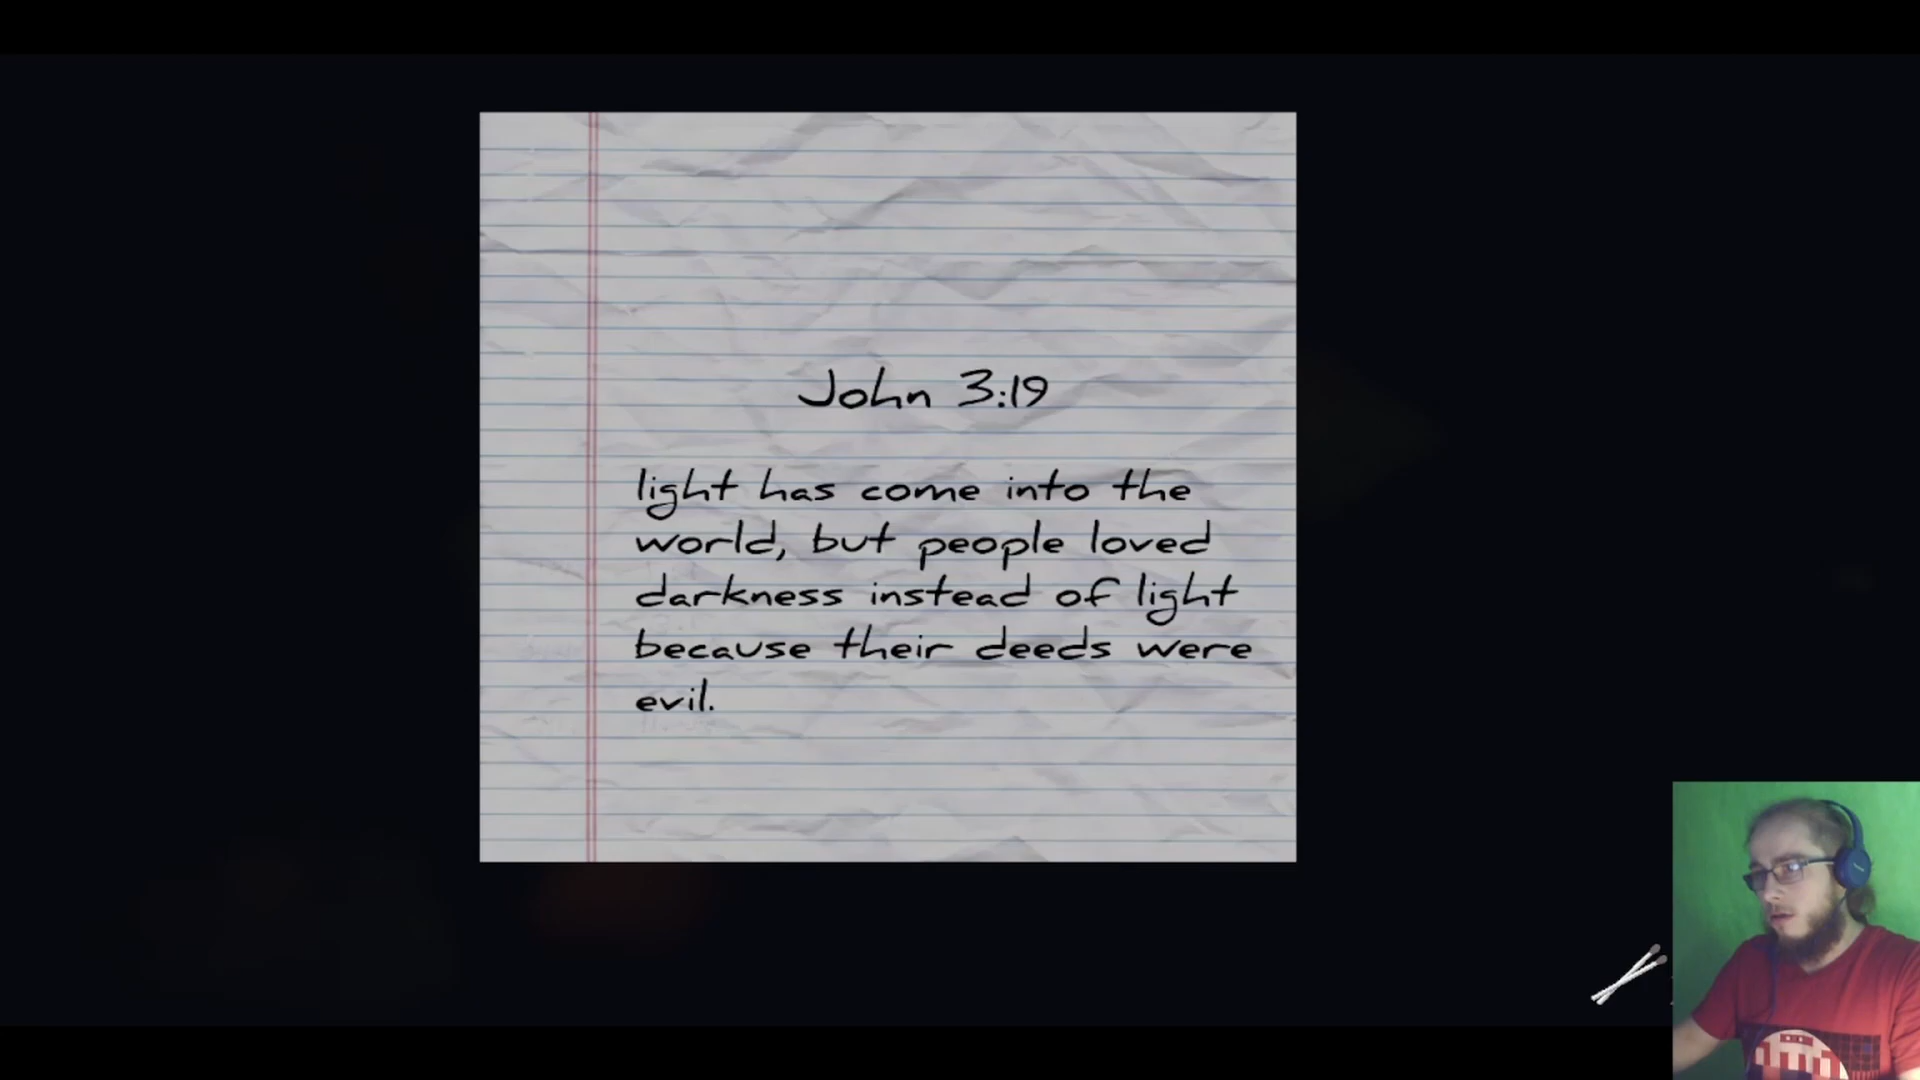 John 3:19
light has come into the
world, but people loved
darkness instead of light
because their deeds were
evil.